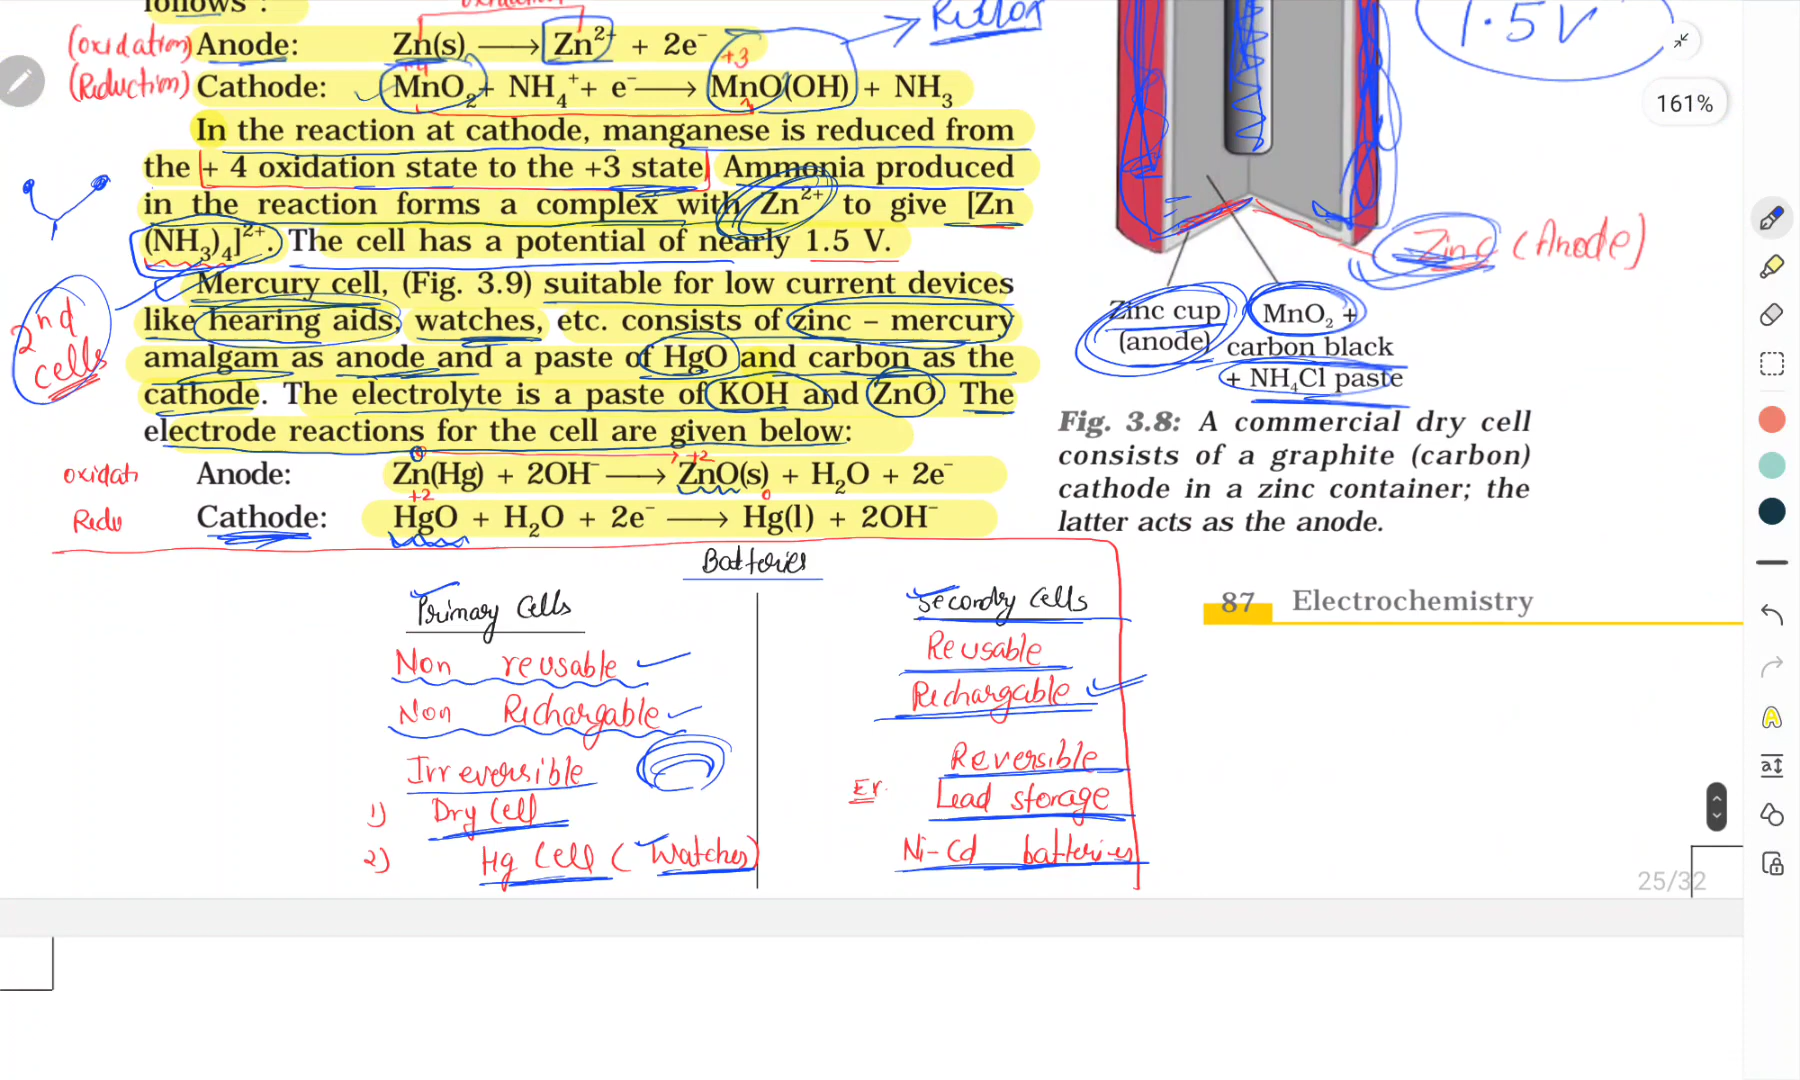 follows :
(Oxidation) Anode: Zn(s) ⟶ Zn²⁺ + 2e⁻
+3
(Reduction) Cathode: MnO₂ + NH₄⁺ + e⁻ ⟶ MnO(OH) + NH₃
In the reaction at cathode, manganese is reduced from
the + 4 oxidation state to the +3 state. Ammonia produced
in the reaction forms a complex with Zn²⁺ to give [Zn
(NH₃)₄]²⁺. The cell has a potential of nearly 1.5 V.
2nd
cells
Mercury cell, (Fig. 3.9) suitable for low current devices
like hearing aids, watches, etc. consists of zinc – mercury
amalgam as anode and a paste of HgO and carbon as the
cathode. The electrolyte is a paste of KOH and ZnO. The
electrode reactions for the cell are given below:
0 +2
oxidati Anode: Zn(Hg) + 2OH⁻ ⟶ ZnO(s) + H₂O + 2e⁻
+2 0
Redu Cathode: HgO + H₂O + 2e⁻ ⟶ Hg(l) + 2OH⁻
1.5 V
161%
Zinc (Anode)
Zinc cup
(anode)
MnO₂ +
carbon black
+ NH₄Cl paste
Fig. 3.8: A commercial dry cell
consists of a graphite (carbon)
cathode in a zinc container; the
latter acts as the anode.
87 Electrochemistry
Batteries
Primary Cells
Non reusable
Non Rechargable
Irreversible
1) Dry Cell
2) Hg Cell (Watches)
Secondry Cells
Reusable
Rechargable
Reversible
Ex. Lead storage
Ni-Cd batteries
25/32